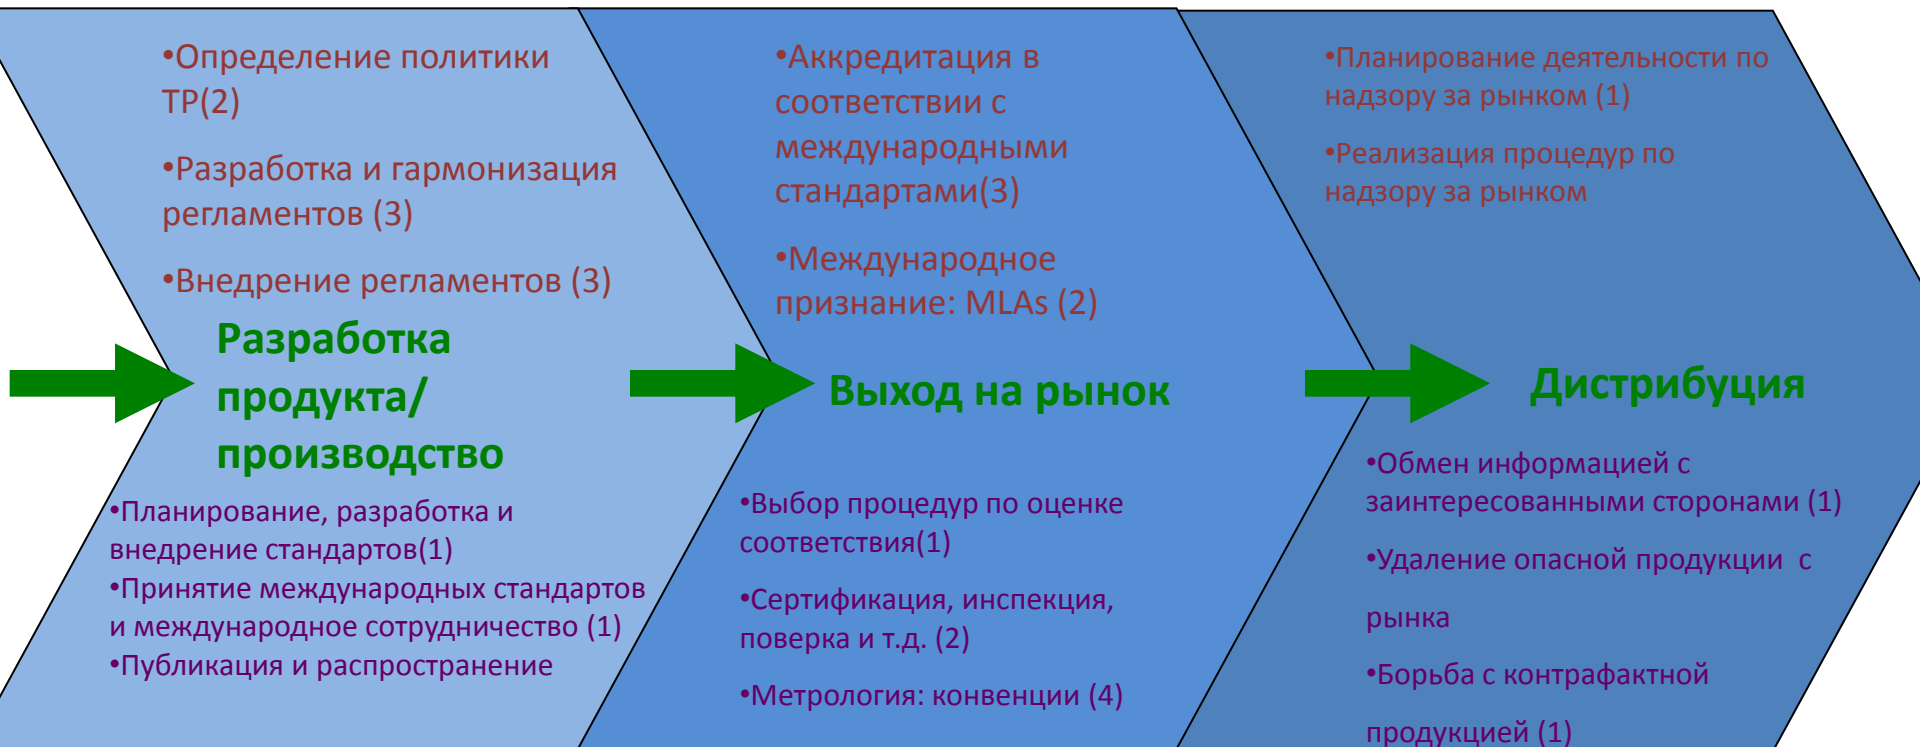 •Определение политики
ТР(2)
•Разработка и гармонизация
регламентов (3)
•Внедрение регламентов (3)
Разработка
продукта/
производство
•Планирование, разработка и
внедрение стандартов(1)
•Принятие международных стандартов
и международное сотрудничество (1)
•Публикация и распространение
•Аккредитация в
соответствии с
международными
стандартами(3)
•Международное
признание: MLAs (2)
Выход на рынок
•Выбор процедур по оценке
соответствия(1)
•Сертификация, инспекция,
поверка и т.д. (2)
•Метрология: конвенции (4)
•Планирование деятельности по
надзору за рынком (1)
•Реализация процедур по
надзору за рынком
Дистрибуция
•Обмен информацией с
заинтересованными сторонами (1)
•Удаление опасной продукции с
рынка
•Борьба с контрафактной
продукцией (1)